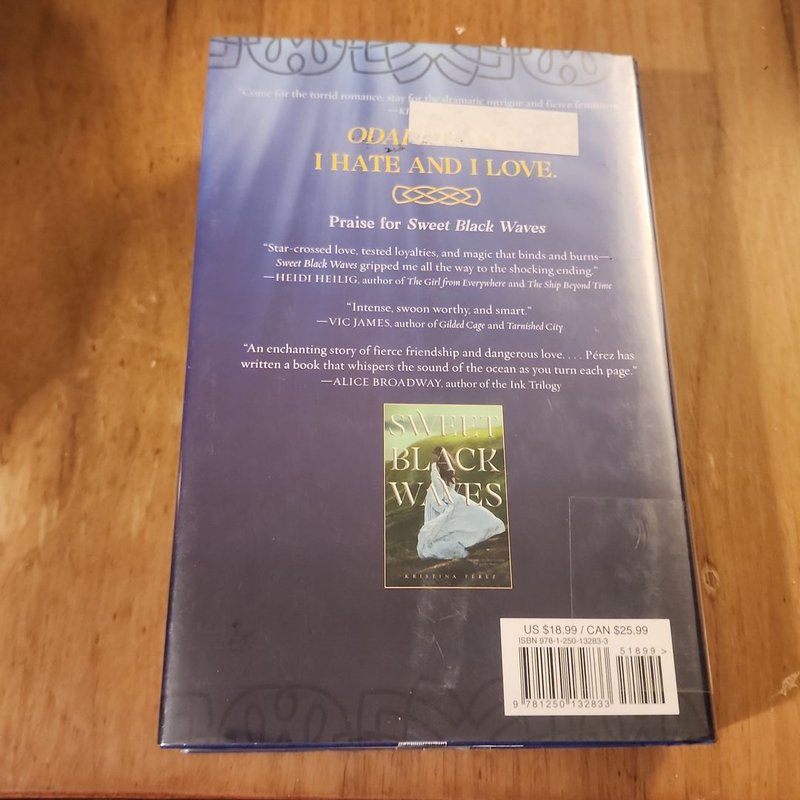 “Come for the torrid romance, stay for the dramatic intrigue and fierce
I HATE AND I LOVE.
Praise for Sweet Black Waves
“Star-crossed love, tested loyalties, and magic that binds and burns—
Sweet Black Waves gripped me all the way to the shocking ending.”
—HEIDI HEILIG, author of The Girl from Everywhere and The Ship Beyond Time
“Intense, swoon worthy, and smart.”
—VIC JAMES, author of Gilded Cage and Tarnished City
“An enchanting story of fierce friendship and dangerous love. . . . Pérez has
written a book that whispers the sound of the ocean as you turn each page.”
—ALICE BROADWAY, author of the Ink Trilogy
SWEET
BLACK
WAVES
KRISTINA PÉREZ
US $18.99 / CAN $25.99
ISBN 978-1-250-13283-3
51899 >
9 781250 132833